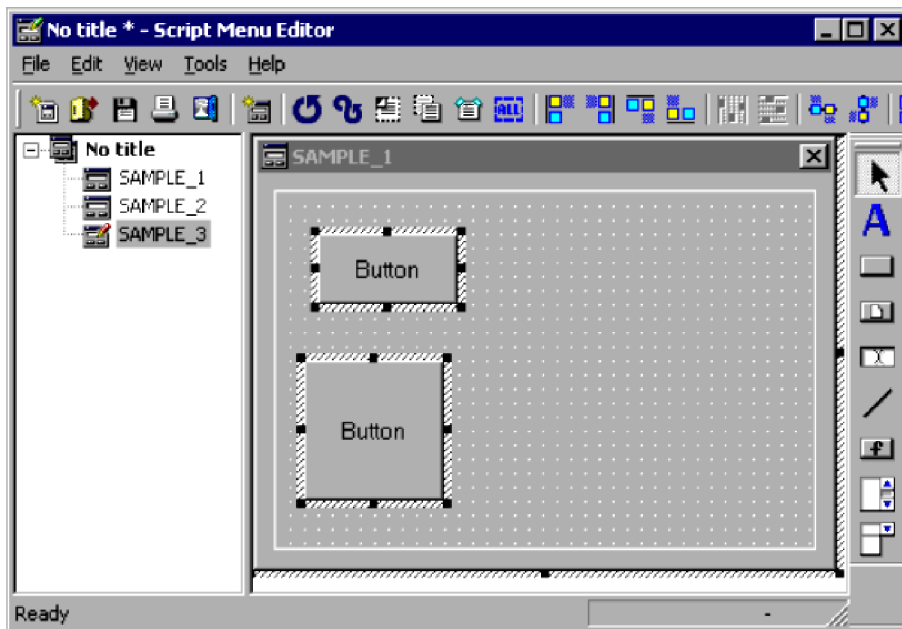 No title * - Script Menu Editor
File Edit View Tools Help
ALL
No title
SAMPLE_1
SAMPLE_2
SAMPLE_3
SAMPLE_1
Button
Button
A
f
Ready
-